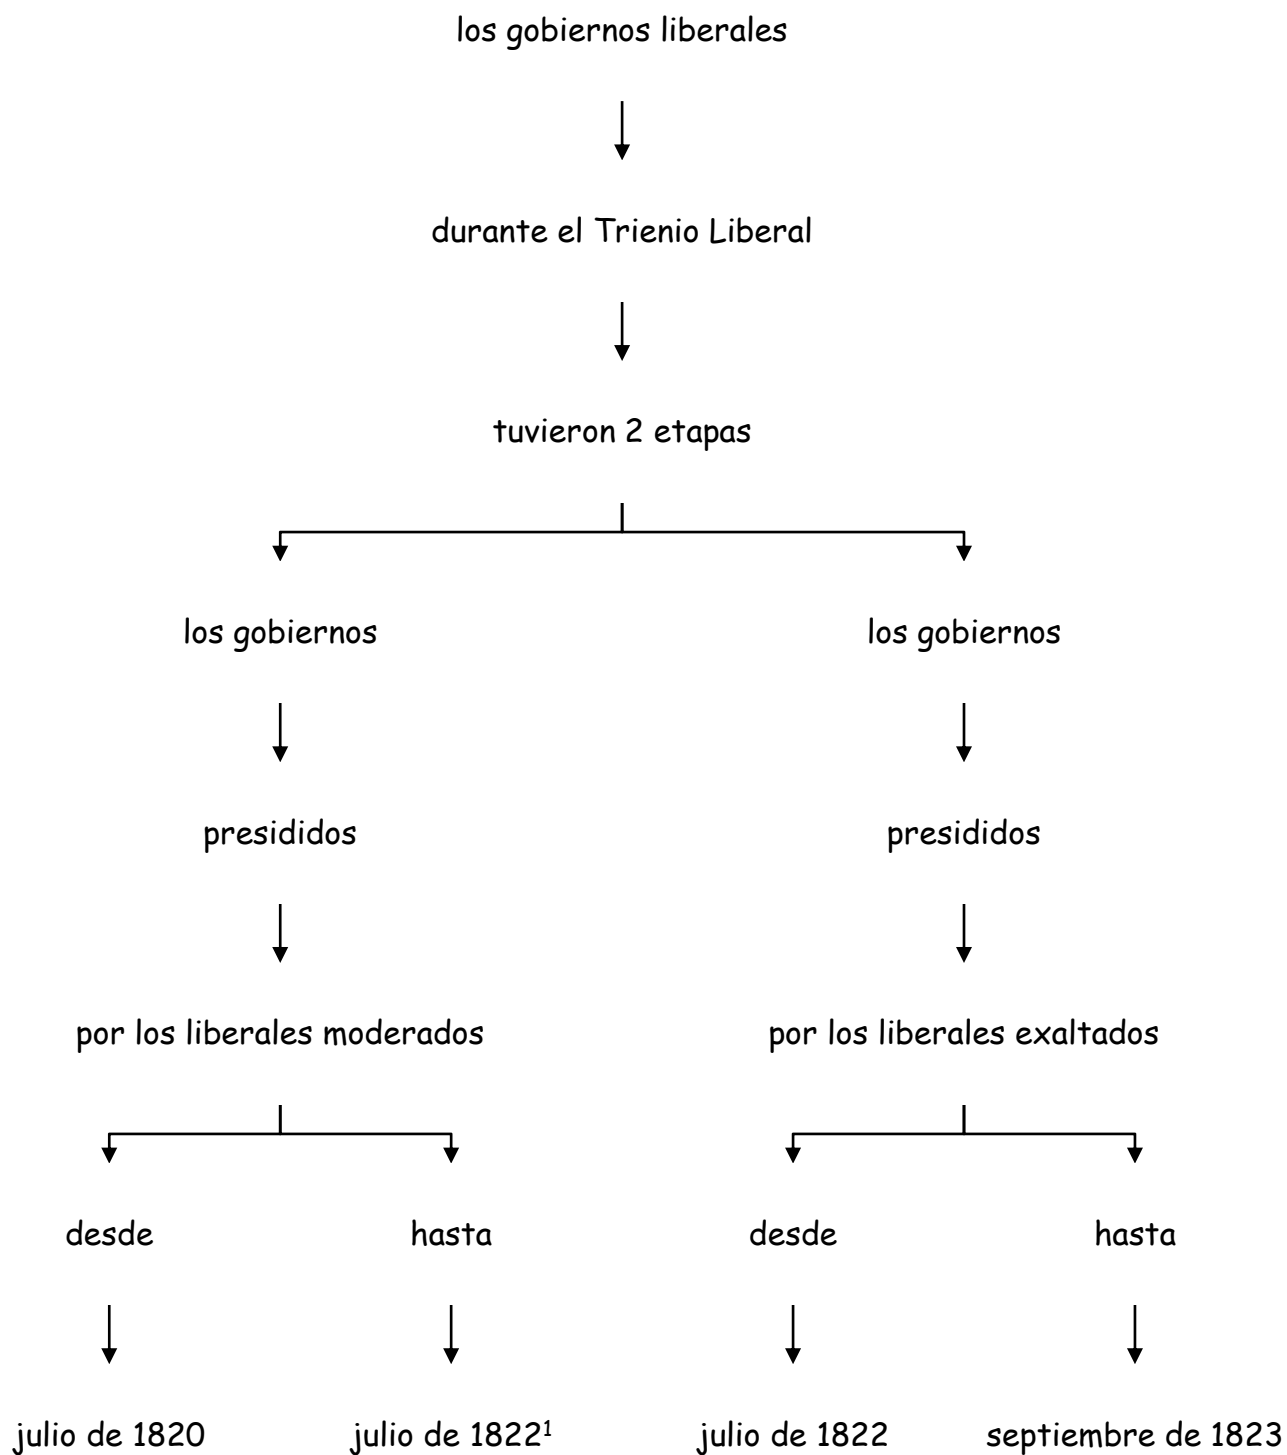 los gobiernos liberales
durante el Trienio Liberal
tuvieron 2 etapas
los gobiernos los gobiernos
presididos presididos
por los liberales moderados por los liberales exaltados
desde hasta desde hasta
julio de 1820 julio de 1822¹ julio de 1822 septiembre de 1823